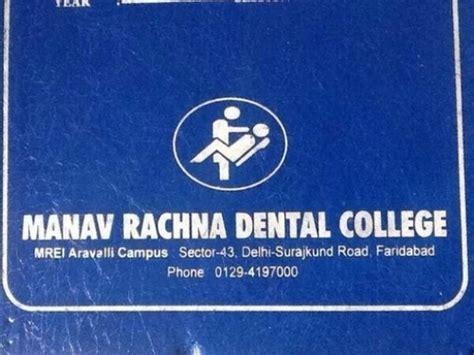 YEAR
MANAV RACHNA DENTAL COLLEGE
MREI Aravalli Campus Sector-43, Delhi-Surajkund Road, Faridabad
Phone 0129-4197000